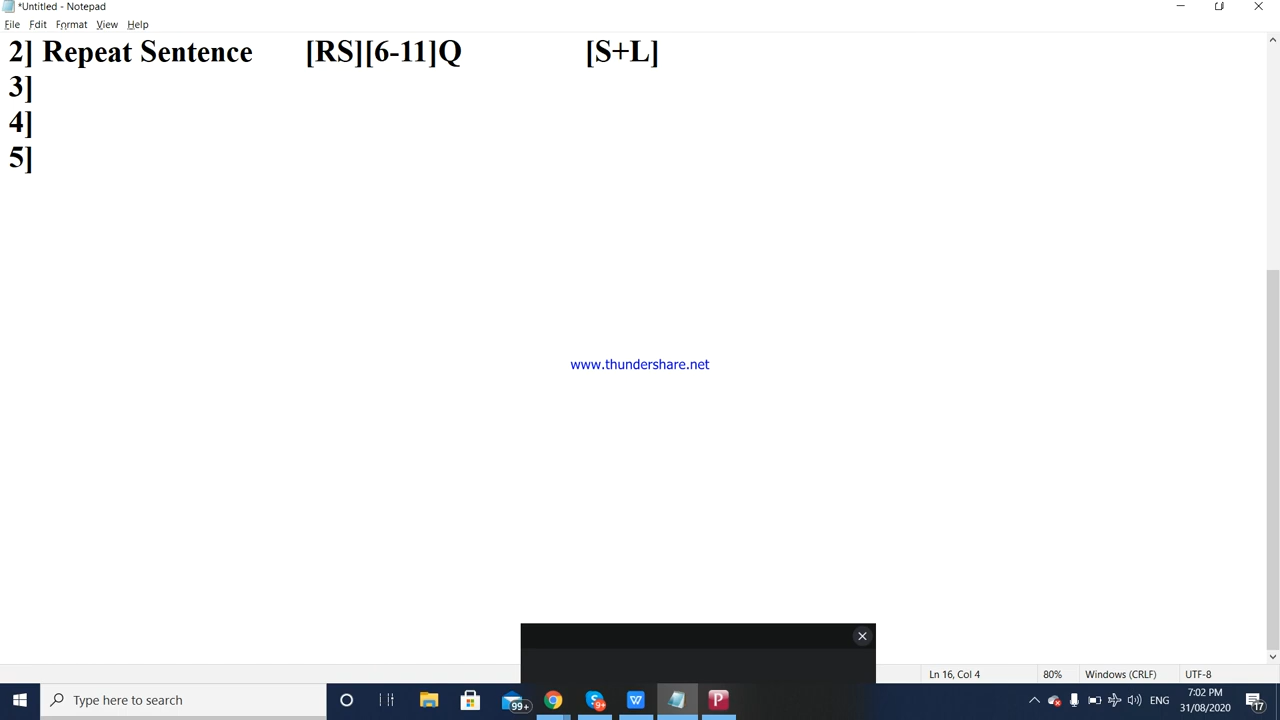 *Untitled - Notepad
File Edit Format View Help
2] Repeat Sentence [RS][6-11]Q [S+L]
3]
4]
5]
www.thundershare.net
Ln 16, Col 4 80% Windows (CRLF) UTF-8
Type here to search 99+ 9+ W P ENG 7:02 PM 31/08/2020 17